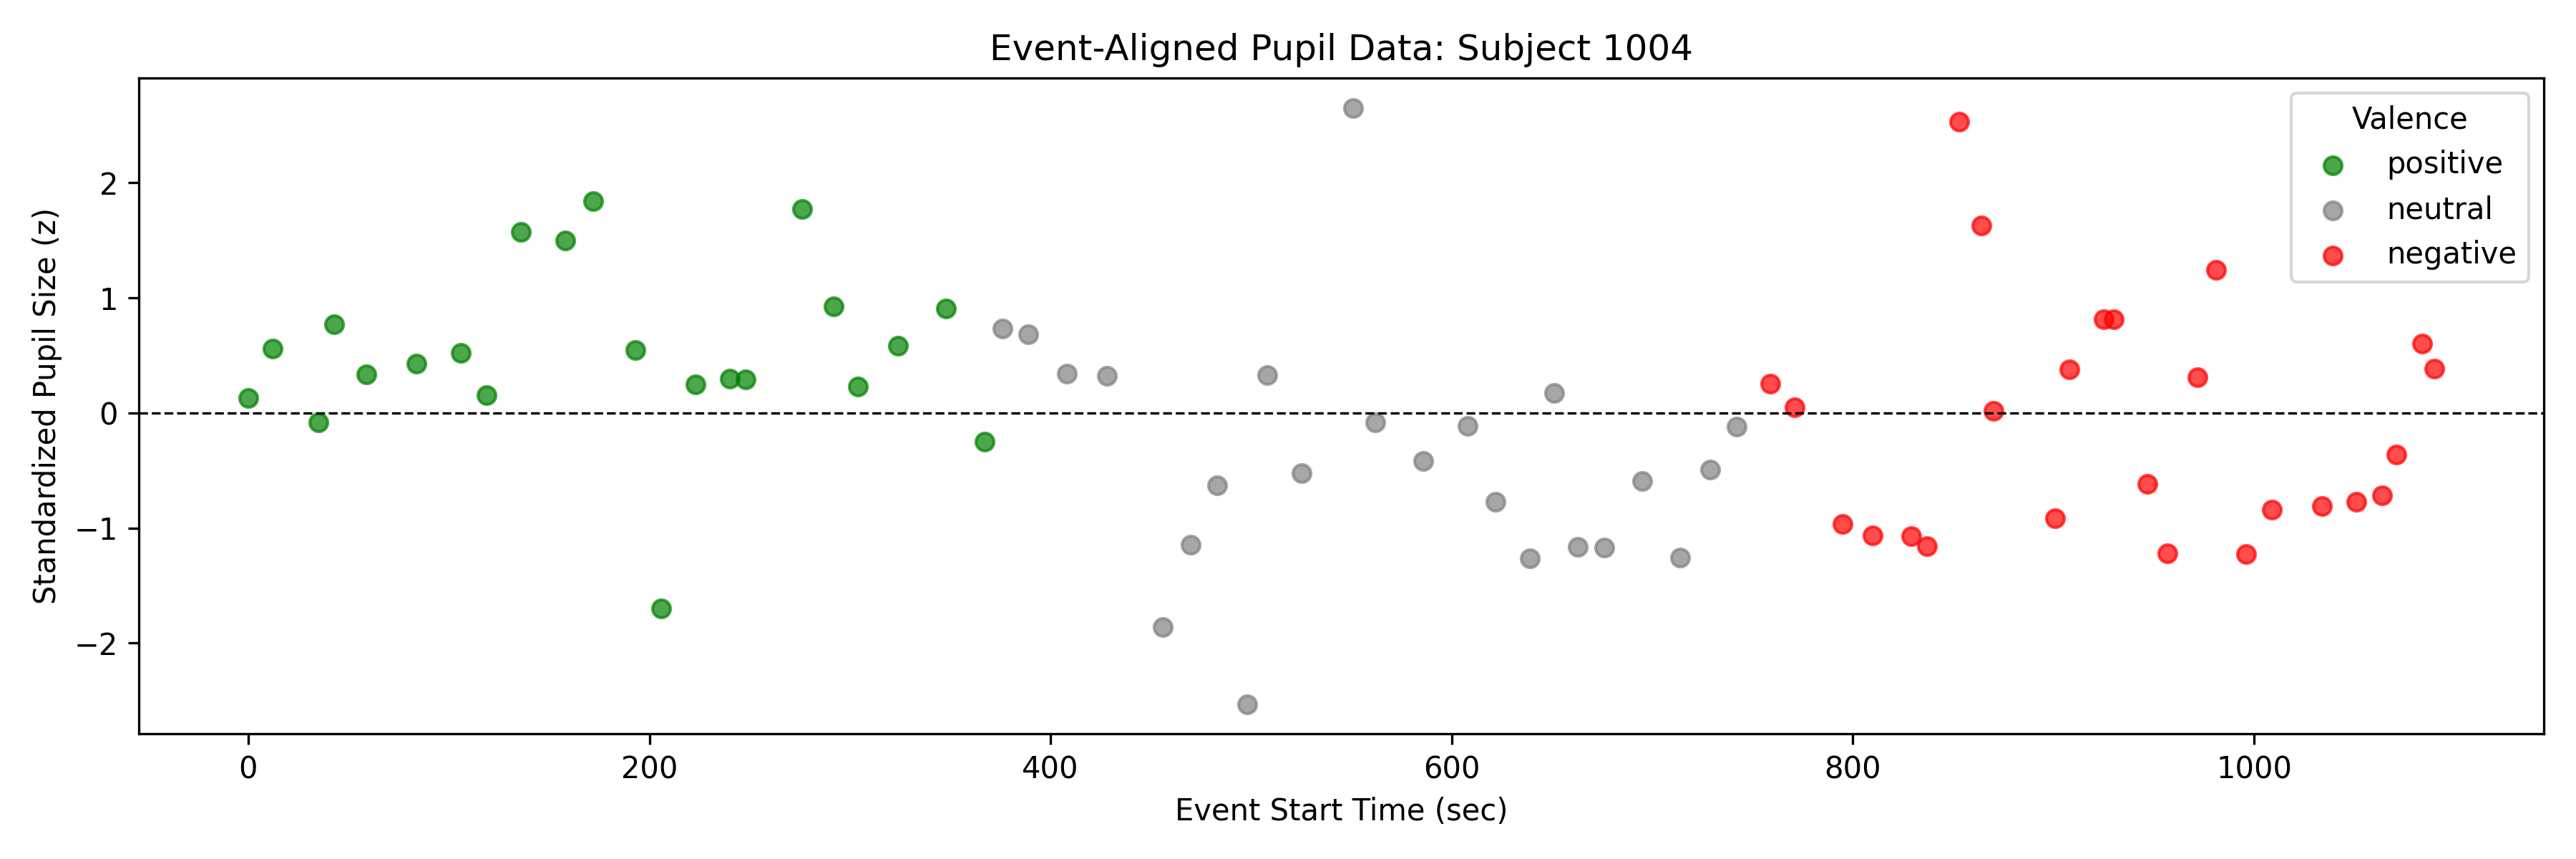 Event-Aligned Pupil Data: Subject 1004
Standardized Pupil Size (z)
2
1
0
−1
−2
Valence
positive
neutral
negative
0 200 400 600 800 1000
Event Start Time (sec)